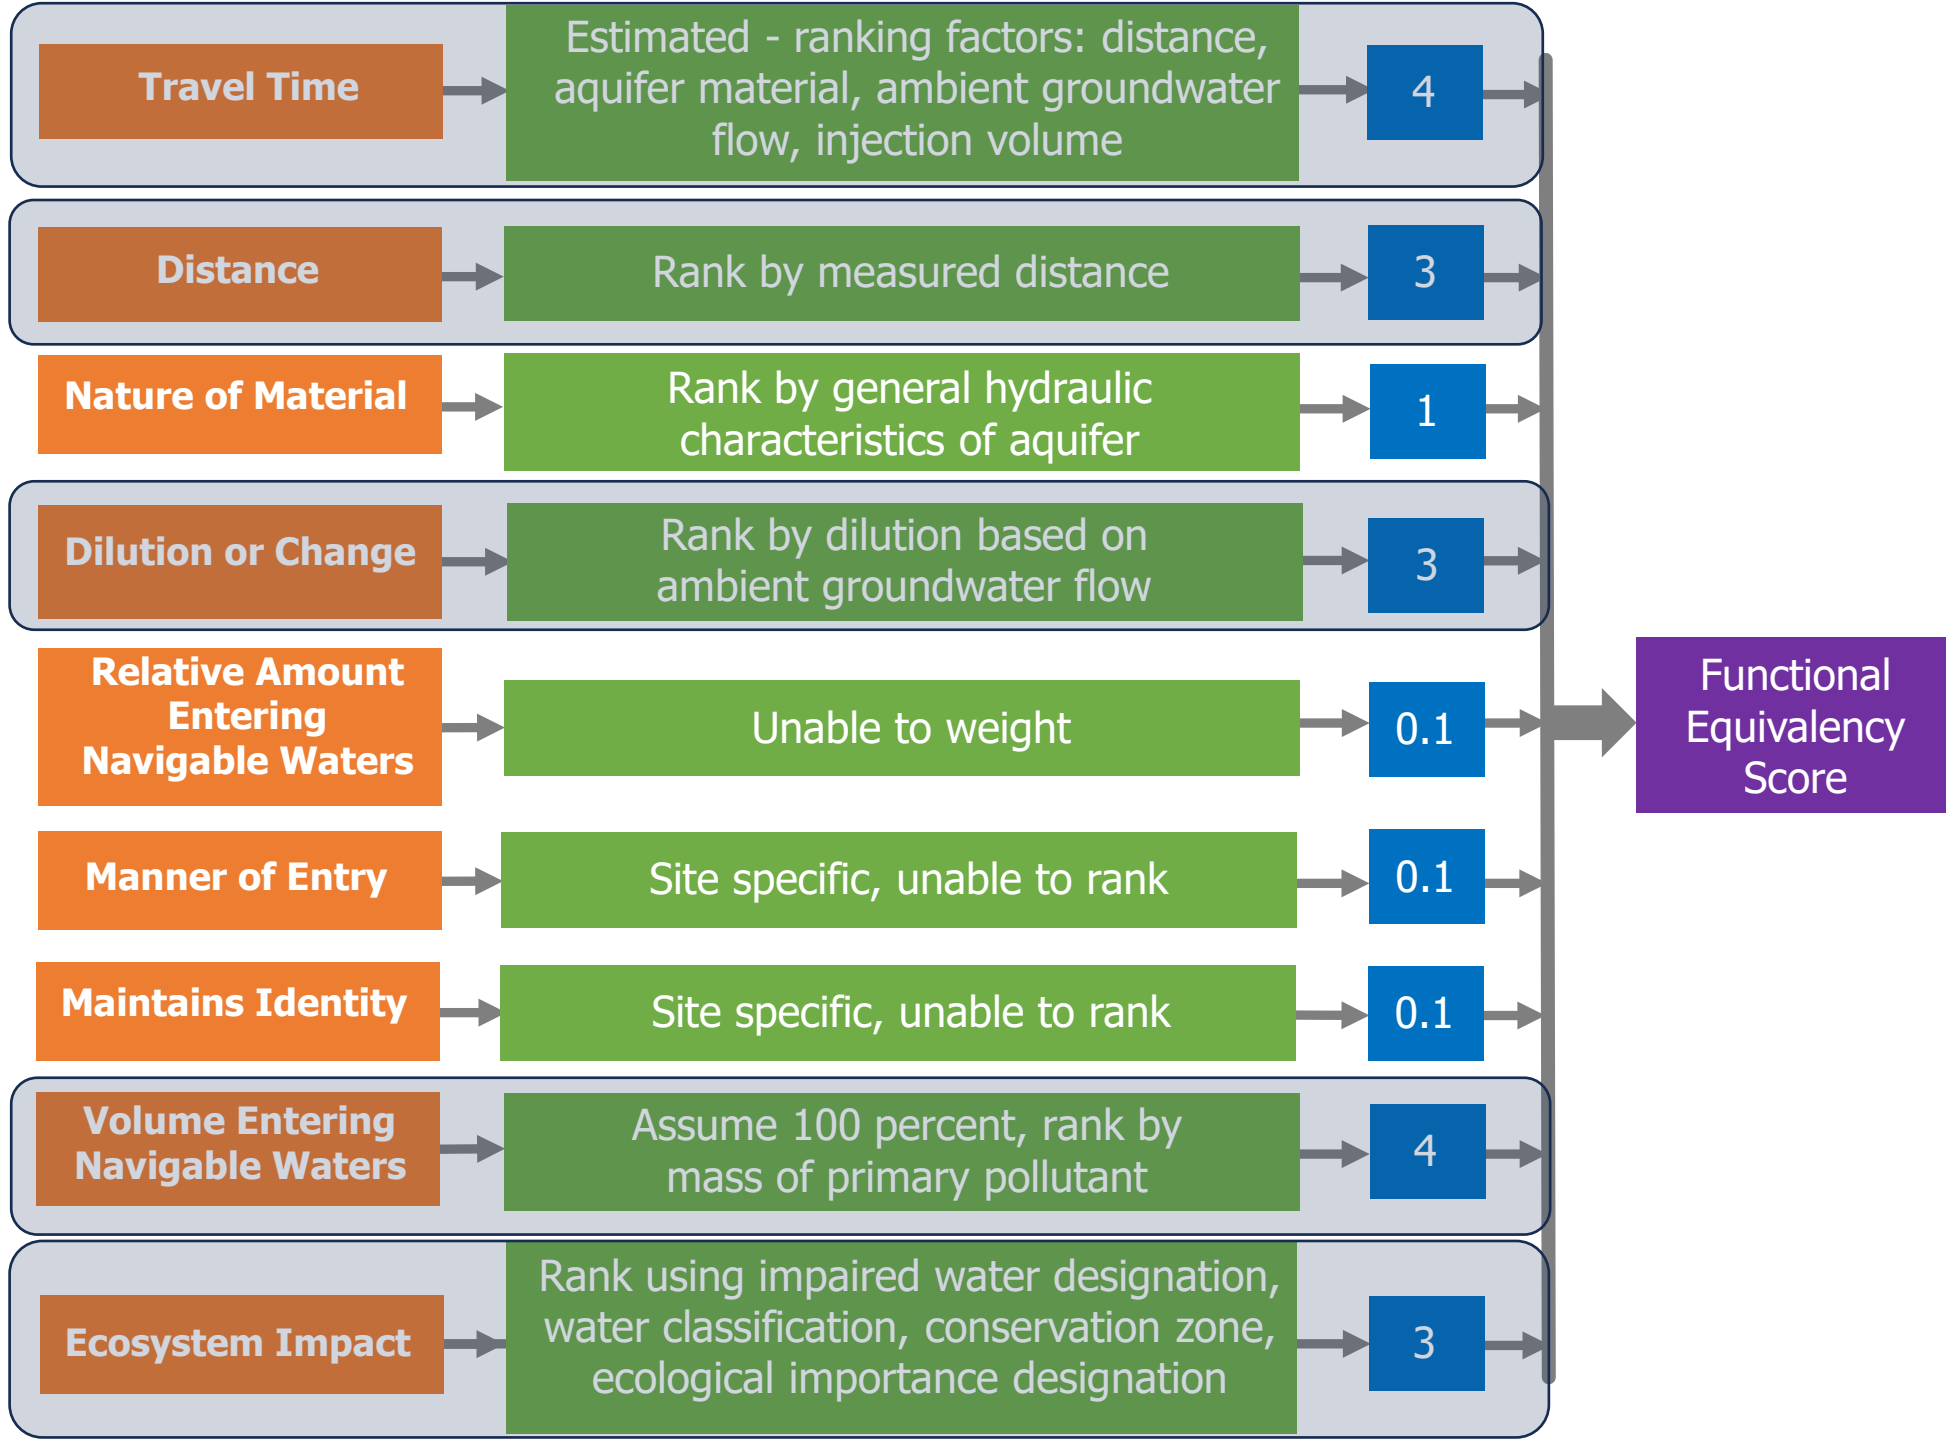 Travel Time
Estimated - ranking factors: distance,
aquifer material, ambient groundwater
flow, injection volume
4
Distance
Rank by measured distance
3
Nature of Material
Rank by general hydraulic
characteristics of aquifer
1
Dilution or Change
Rank by dilution based on
ambient groundwater flow
3
Relative Amount
Entering
Navigable Waters
Unable to weight
0.1
Manner of Entry
Site specific, unable to rank
0.1
Maintains Identity
Site specific, unable to rank
0.1
Volume Entering
Navigable Waters
Assume 100 percent, rank by
mass of primary pollutant
4
Ecosystem Impact
Rank using impaired water designation,
water classification, conservation zone,
ecological importance designation
3
Functional
Equivalency
Score